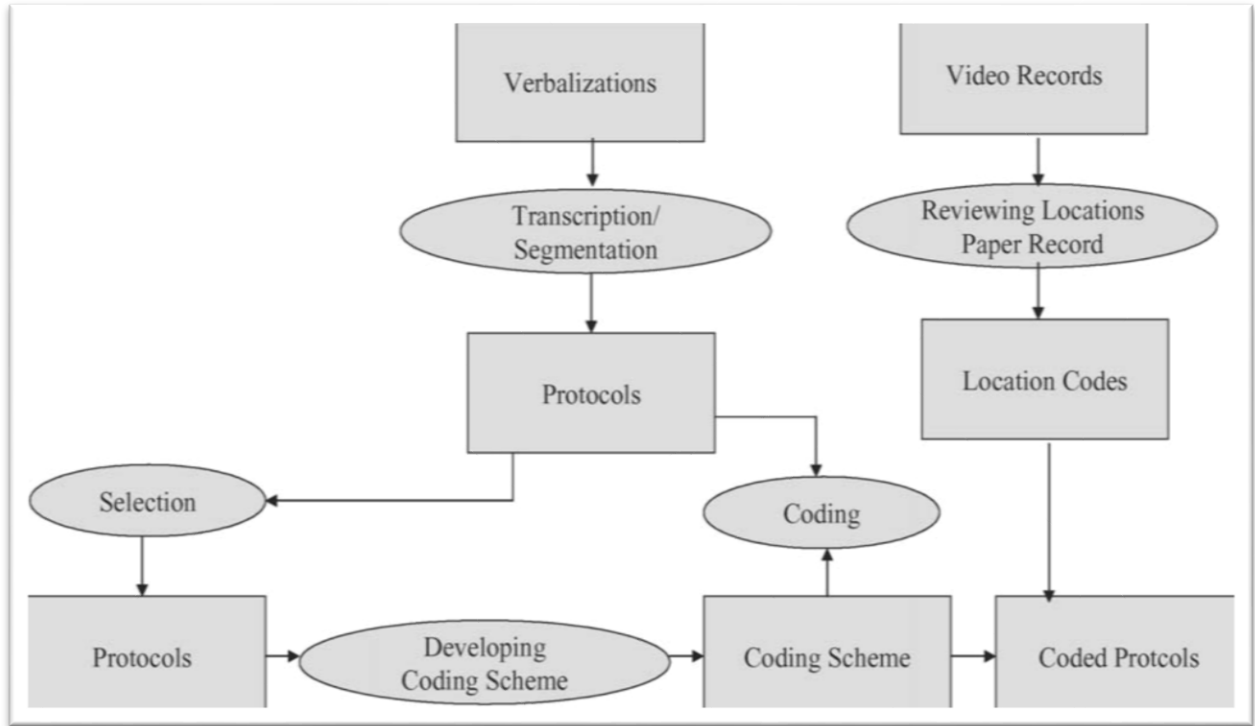 Verbalizations
Video Records
Transcription/
Segmentation
Reviewing Locations
Paper Record
Protocols
Location Codes
Selection
Coding
Protocols
Developing
Coding Scheme
Coding Scheme
Coded Protcols